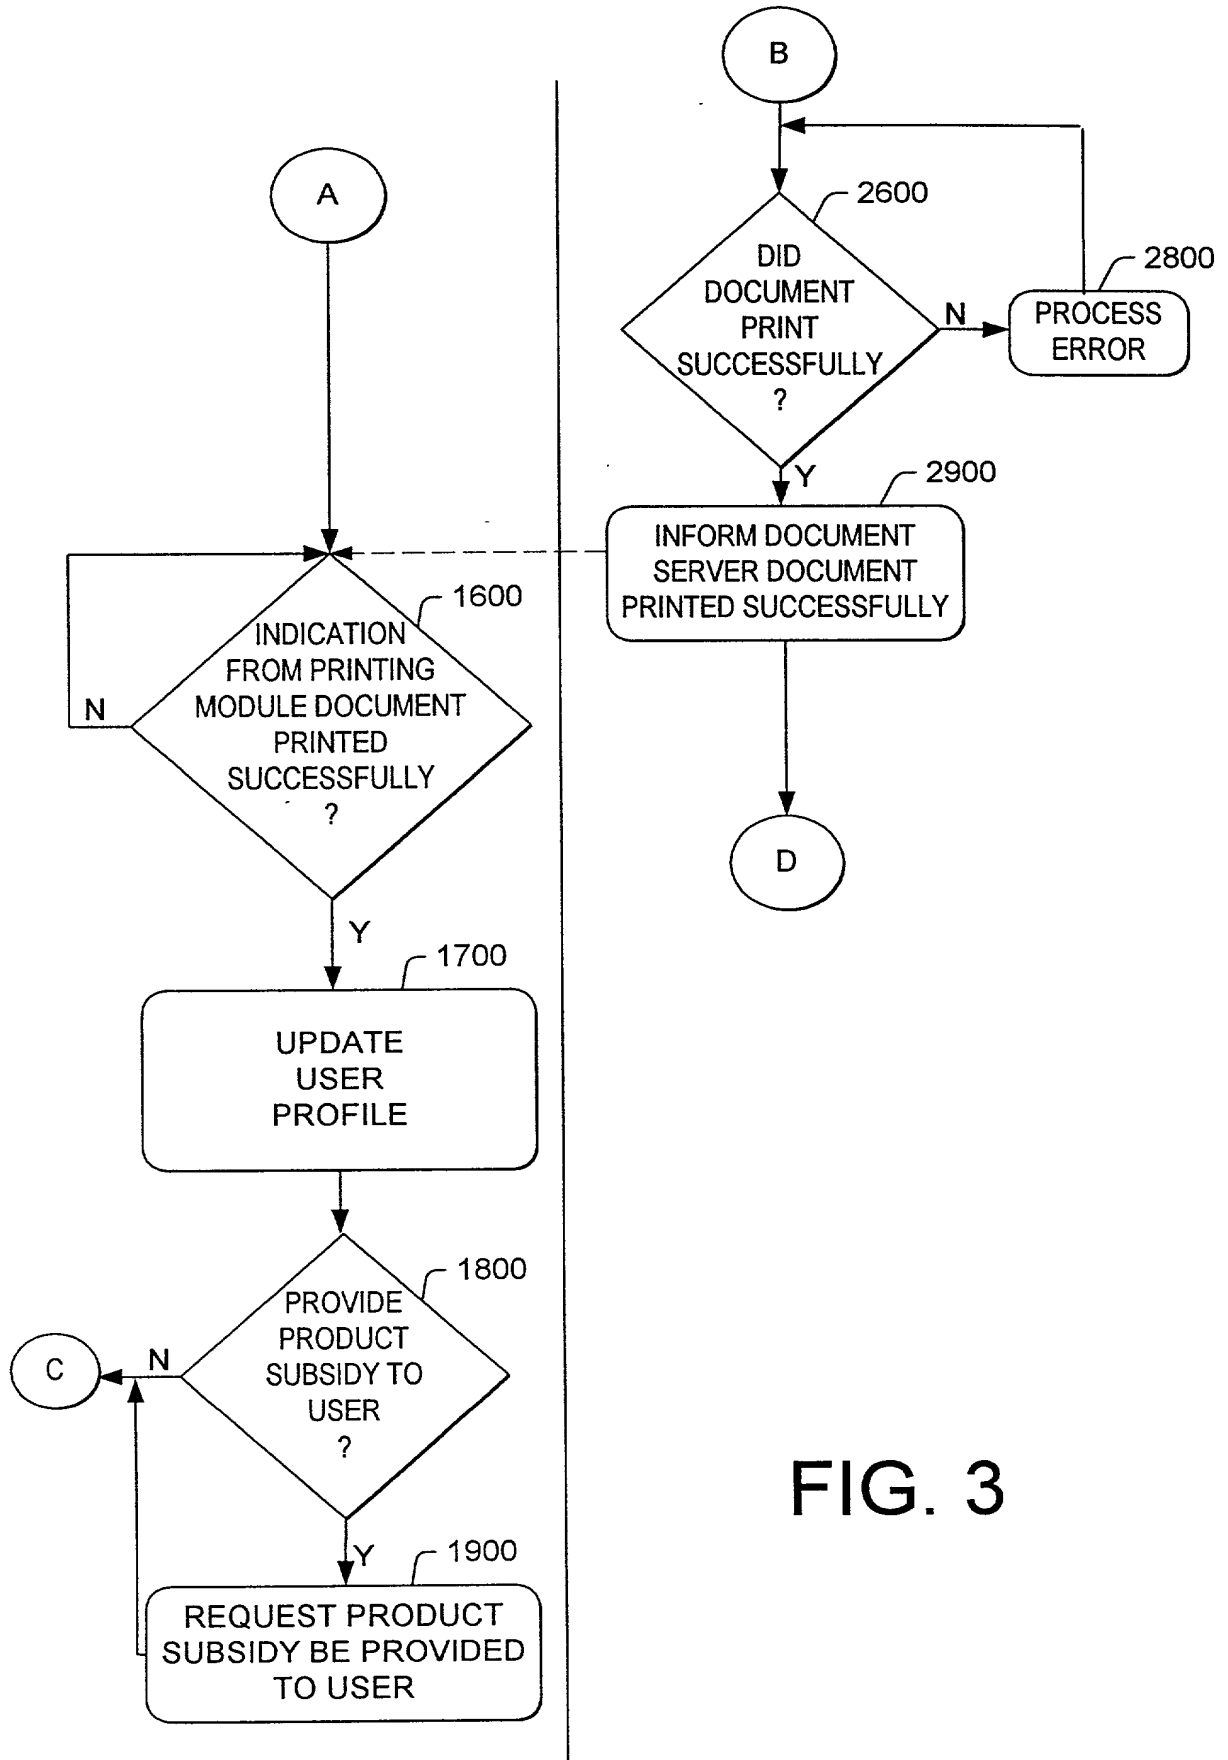 B
A
2600
DID
DOCUMENT
PRINT
SUCCESSFULLY
?
N
2800
PROCESS
ERROR
Y
2900
INFORM DOCUMENT
SERVER DOCUMENT
PRINTED SUCCESSFULLY
1600
INDICATION
FROM PRINTING
MODULE DOCUMENT
PRINTED
SUCCESSFULLY
?
N
D
Y
1700
UPDATE
USER
PROFILE
1800
PROVIDE
PRODUCT
SUBSIDY TO
USER
?
N
C
Y
1900
REQUEST PRODUCT
SUBSIDY BE PROVIDED
TO USER
FIG. 3